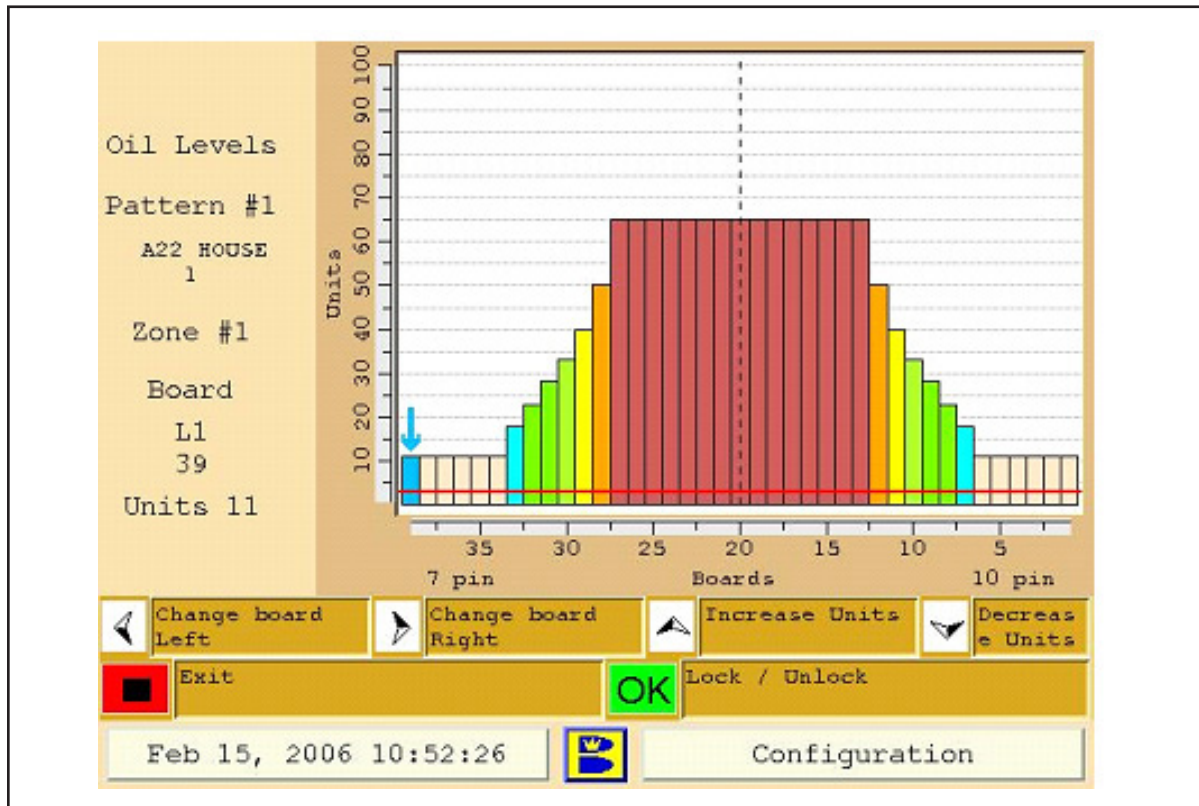 Oil Levels
Pattern #1
A22 HOUSE
1
Zone #1
Board
L1
39
Units 11
Units
100
90
80
70
60
50
40
30
20
10
35 30 25 20 15 10 5
7 pin Boards 10 pin
Change board
Left
Change board
Right
Increase Units
Decreas
e Units
Exit
OK
Lock / Unlock
Feb 15, 2006 10:52:26
Configuration